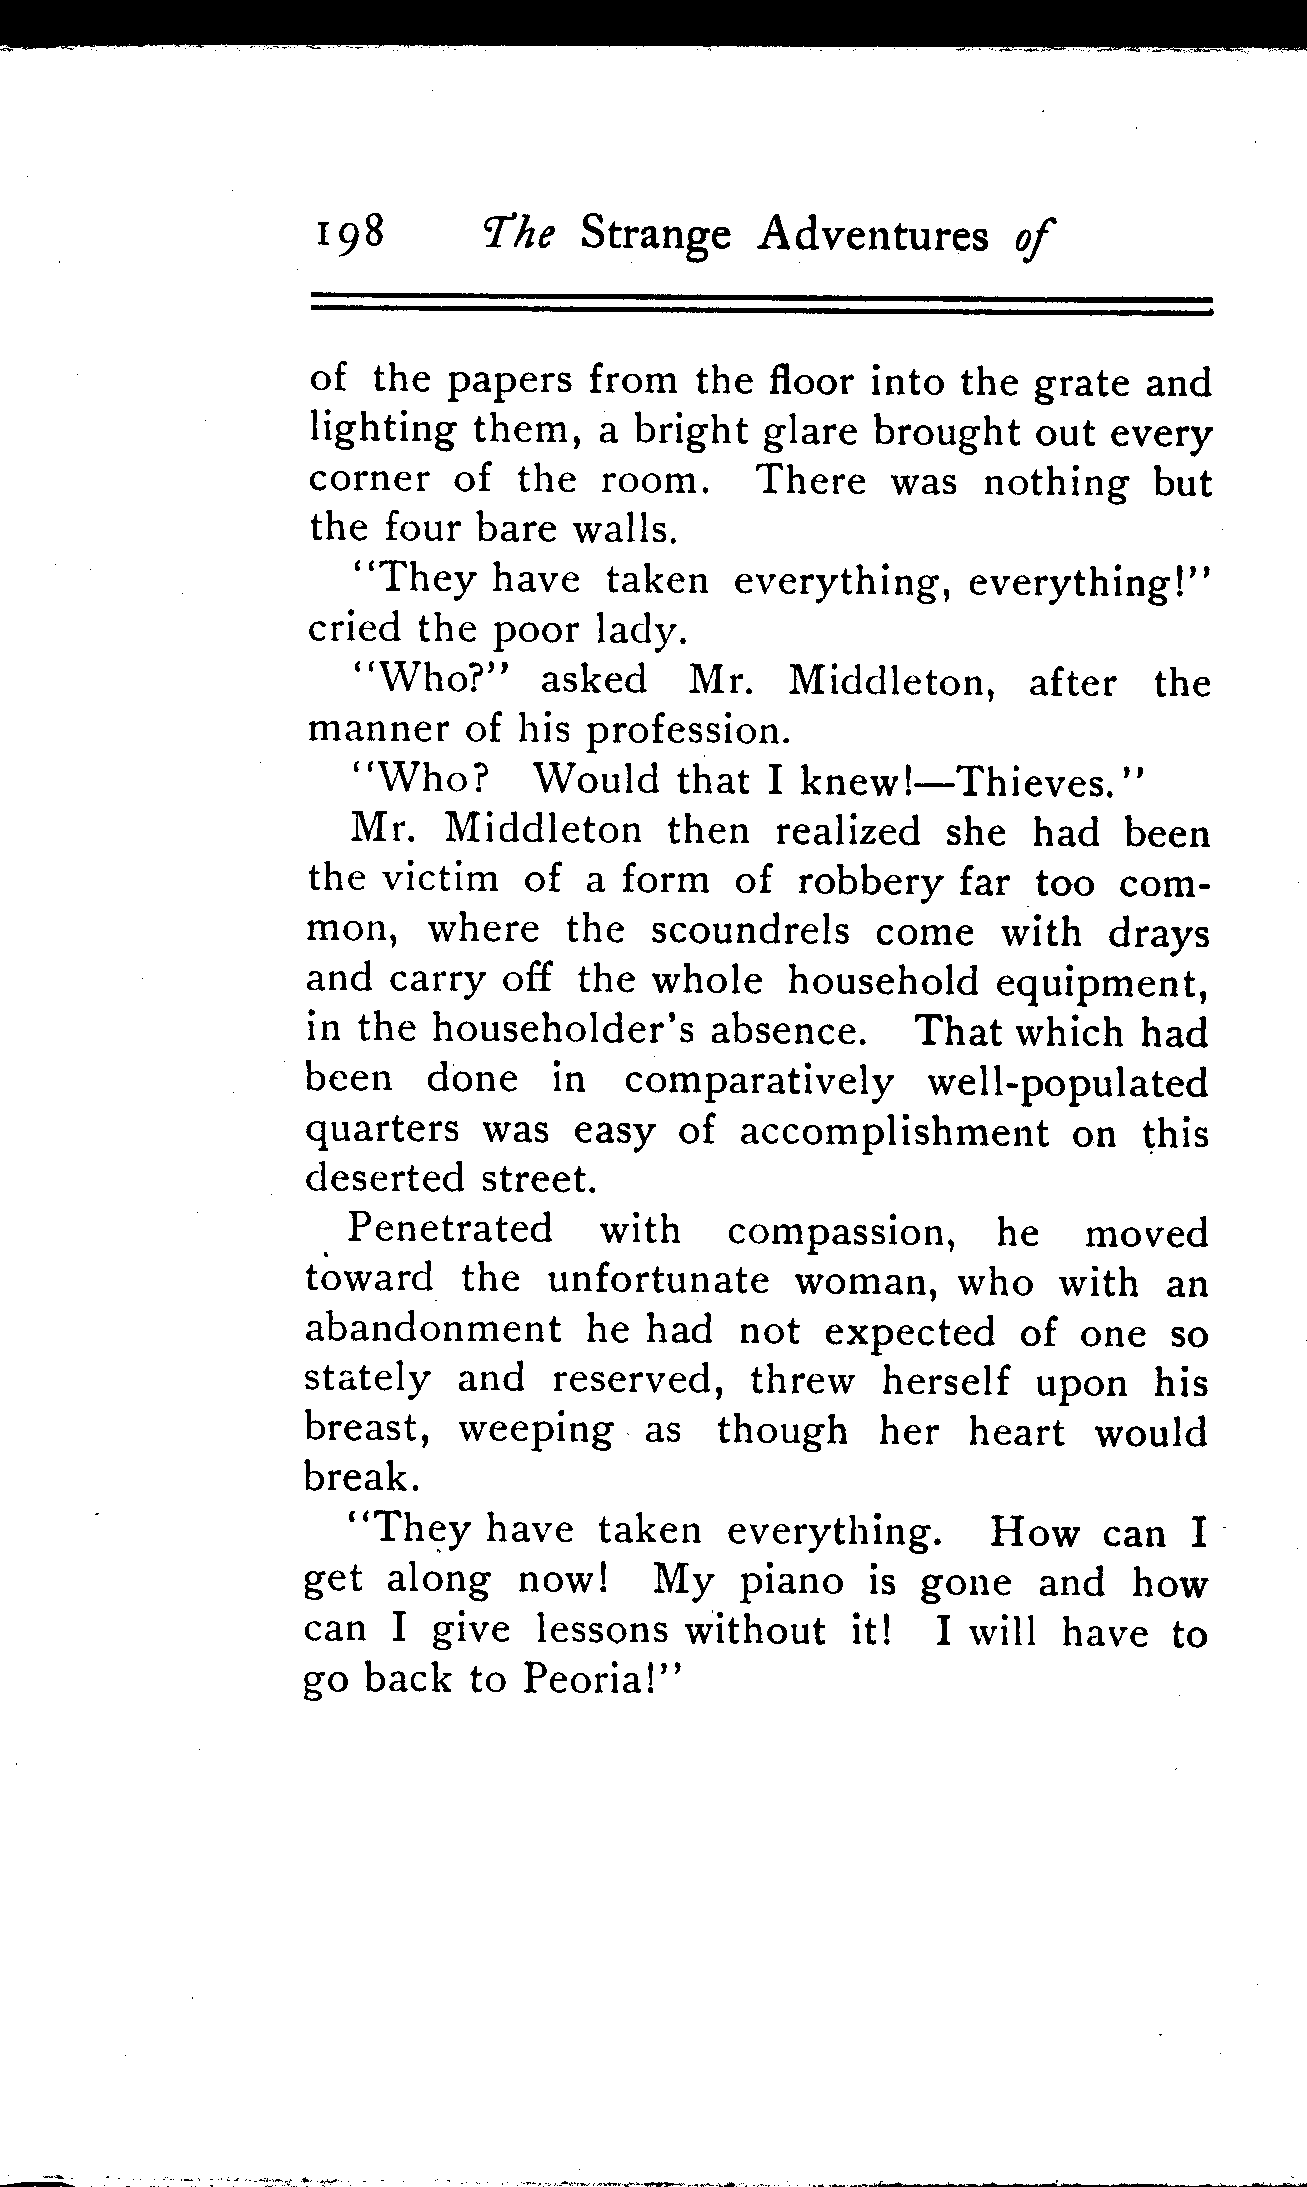 198 The Strange Adventures of
of the papers from the floor into the grate and
lighting them, a bright glare brought out every
corner of the room. There was nothing but
the four bare walls.
"They have taken everything, everything!"
cried the poor lady.
"Who?" asked Mr. Middleton, after the
manner of his profession.
"Who? Would that I knew!—Thieves."
Mr. Middleton then realized she had been
the victim of a form of robbery far too com-
mon, where the scoundrels come with drays
and carry off the whole household equipment,
in the householder's absence. That which had
been done in comparatively well-populated
quarters was easy of accomplishment on this
deserted street.
Penetrated with compassion, he moved
toward the unfortunate woman, who with an
abandonment he had not expected of one so
stately and reserved, threw herself upon his
breast, weeping as though her heart would
break.
"They have taken everything. How can I
get along now! My piano is gone and how
can I give lessons without it! I will have to
go back to Peoria!"